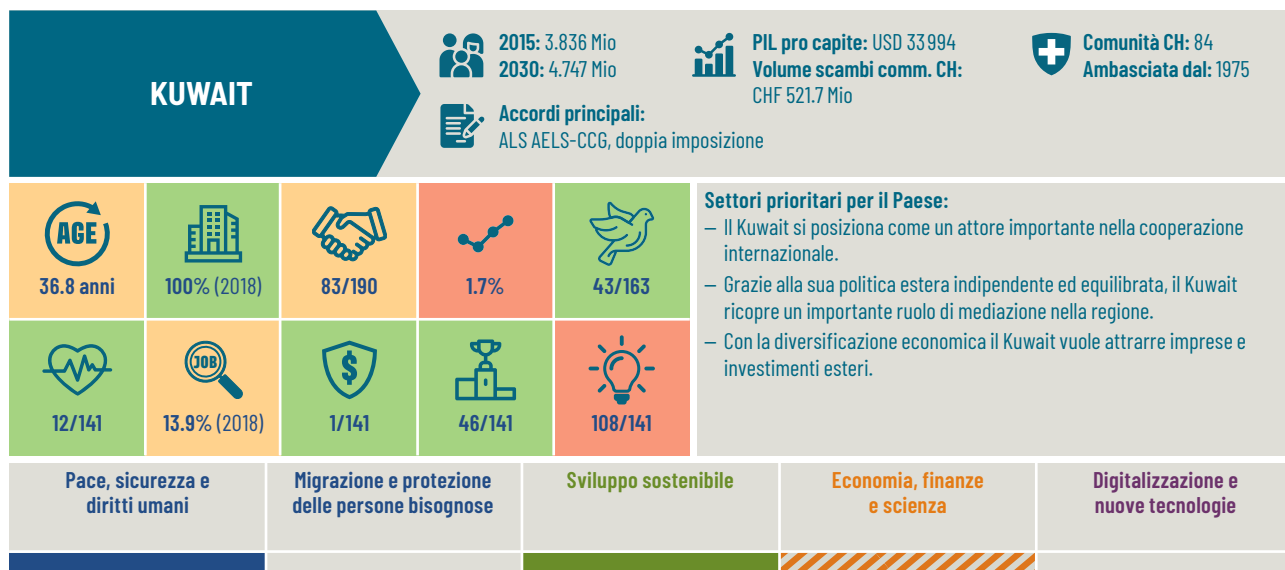 KUWAIT
2015: 3.836 Mio
2030: 4.747 Mio
PIL pro capite: USD 33 994
Volume scambi comm. CH:
CHF 521.7 Mio
Comunità CH: 84
Ambasciata dal: 1975
Accordi principali:
ALS AELS-CCG, doppia imposizione
AGE
36.8 anni
100% (2018)
83/190
1.7%
43/163
JOB
$
12/141
13.9% (2018)
1/141
46/141
108/141
Settori prioritari per il Paese:
– Il Kuwait si posiziona come un attore importante nella cooperazione
internazionale.
– Grazie alla sua politica estera indipendente ed equilibrata, il Kuwait
ricopre un importante ruolo di mediazione nella regione.
– Con la diversificazione economica il Kuwait vuole attrarre imprese e
investimenti esteri.
Pace, sicurezza e
diritti umani
Migrazione e protezione
delle persone bisognose
Sviluppo sostenibile
Economia, finanze
e scienza
Digitalizzazione e
nuove tecnologie